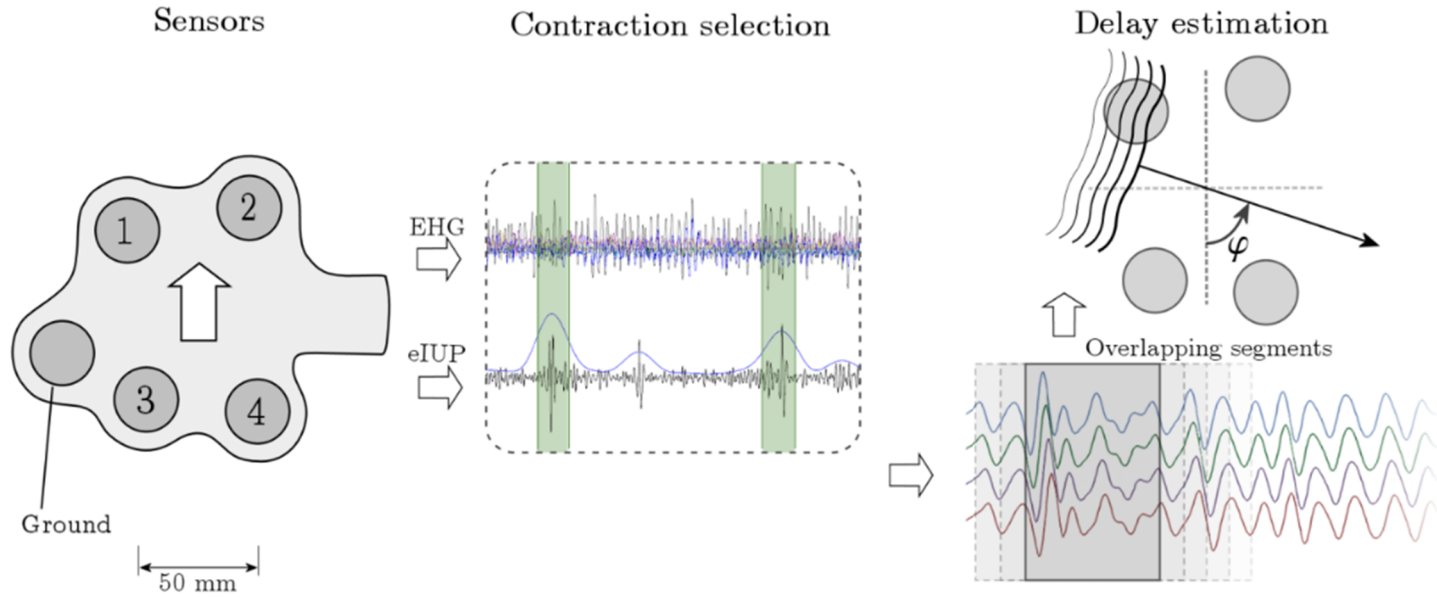 Sensors
Contraction selection
Delay estimation
1
2
3
4
Ground
50 mm
EHG
eIUP
φ
Overlapping segments